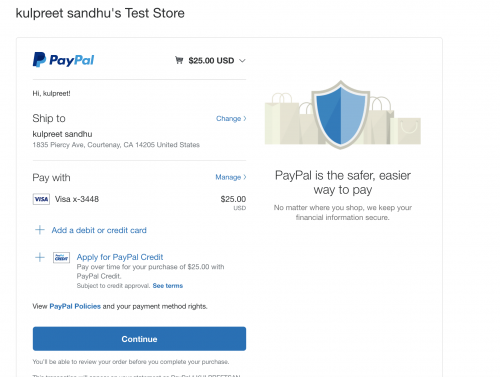 kulpreet sandhu's Test Store
PayPal
$25.00 USD
Hi, kulpreet!
Ship to
Change
kulpreet sandhu
1835 Piercy Ave, Courtenay, CA 14205 United States
Pay with
Manage
VISA
Visa x-3448
$25.00
USD
Add a debit or credit card
Apply for PayPal Credit
Pay over time for your purchase of $25.00 with
PayPal Credit.
Subject to credit approval. See terms
View PayPal Policies and your payment method rights.
Continue
You'll be able to review your order before you complete your purchase.
PayPal is the safer, easier
way to pay
No matter where you shop, we keep your
financial information secure.